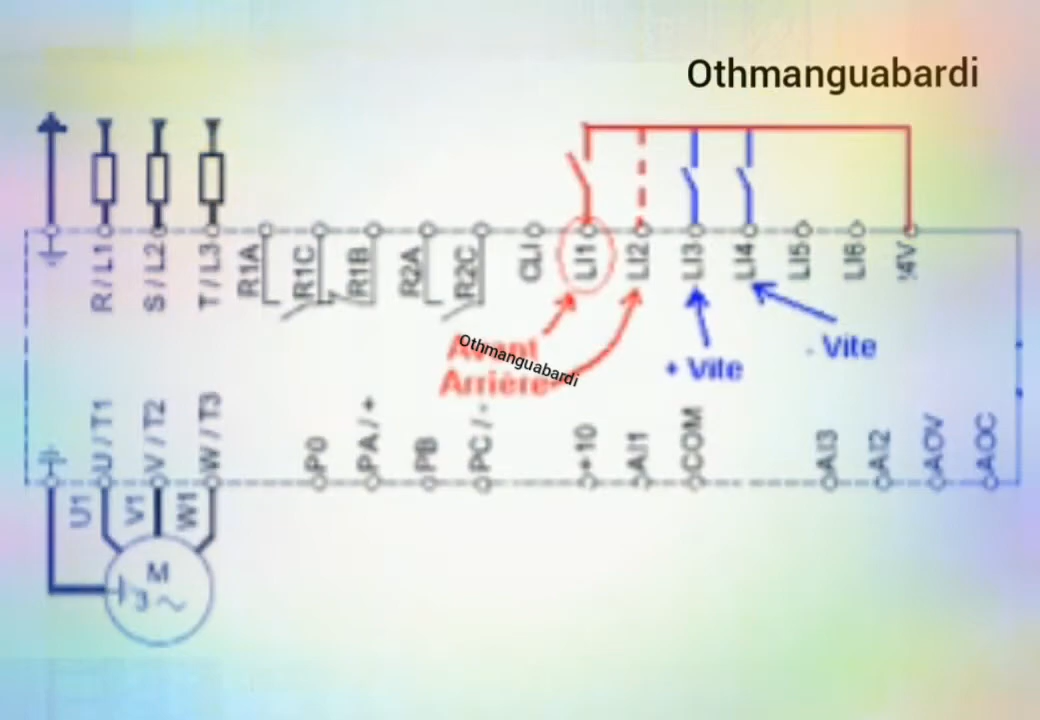 Othmanguabardi
R/L1
S/L2
T/L3
R1A
R1C
R1B
R2A
R2C
CLI
LI1
LI2
LI3
LI4
LI5
LI6
Avant
Othmanguabardi
Arrière
+ Vite
- Vite
U/T1
V/T2
W/T3
P0
PA/+
PB
PC/-
+10
AI1
COM
AI3
AI2
AOV
AOC
U1
V1
W1
M
3~